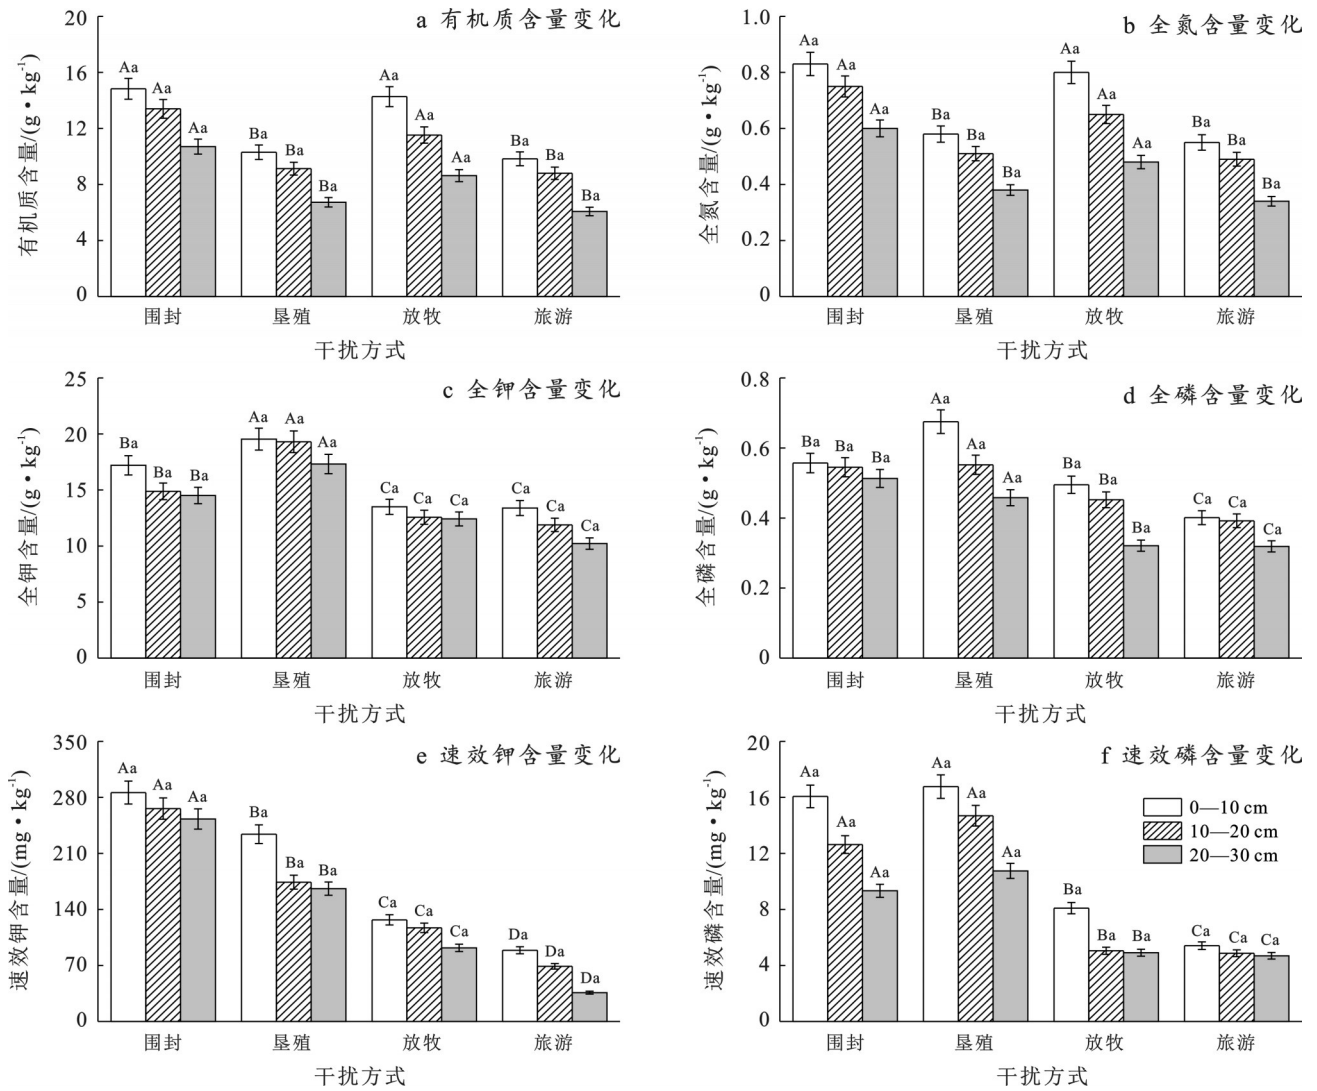 a 有机质含量变化
有机质含量/(g·kg⁻¹)
20
16
12
8
4
0
Aa Aa Aa Ba Ba Ba Aa Aa Aa Ba Ba Ba
围封 垦殖 放牧 旅游
干扰方式
b 全氮含量变化
全氮含量/(g·kg⁻¹)
1.0
0.8
0.6
0.4
0.2
0
Aa Aa Aa Ba Ba Ba Aa Aa Aa Ba Ba Ba
围封 垦殖 放牧 旅游
干扰方式
c 全钾含量变化
全钾含量/(g·kg⁻¹)
25
20
15
10
5
0
Ba Ba Ba Aa Aa Aa Ca Ca Ca Ca Ca Ca
围封 垦殖 放牧 旅游
干扰方式
d 全磷含量变化
全磷含量/(g·kg⁻¹)
0.8
0.6
0.4
0.2
0
Ba Ba Ba Aa Aa Aa Ba Ba Ba Ca Ca Ca
围封 垦殖 放牧 旅游
干扰方式
e 速效钾含量变化
速效钾含量/(mg·kg⁻¹)
350
280
210
140
70
0
Aa Aa Aa Ba Ba Ba Ca Ca Ca Da Da Da
围封 垦殖 放牧 旅游
干扰方式
f 速效磷含量变化
速效磷含量/(mg·kg⁻¹)
20
16
12
8
4
0
Aa Aa Aa Aa Aa Aa Ba Ba Ba Ca Ca Ca
0—10 cm
10—20 cm
20—30 cm
围封 垦殖 放牧 旅游
干扰方式